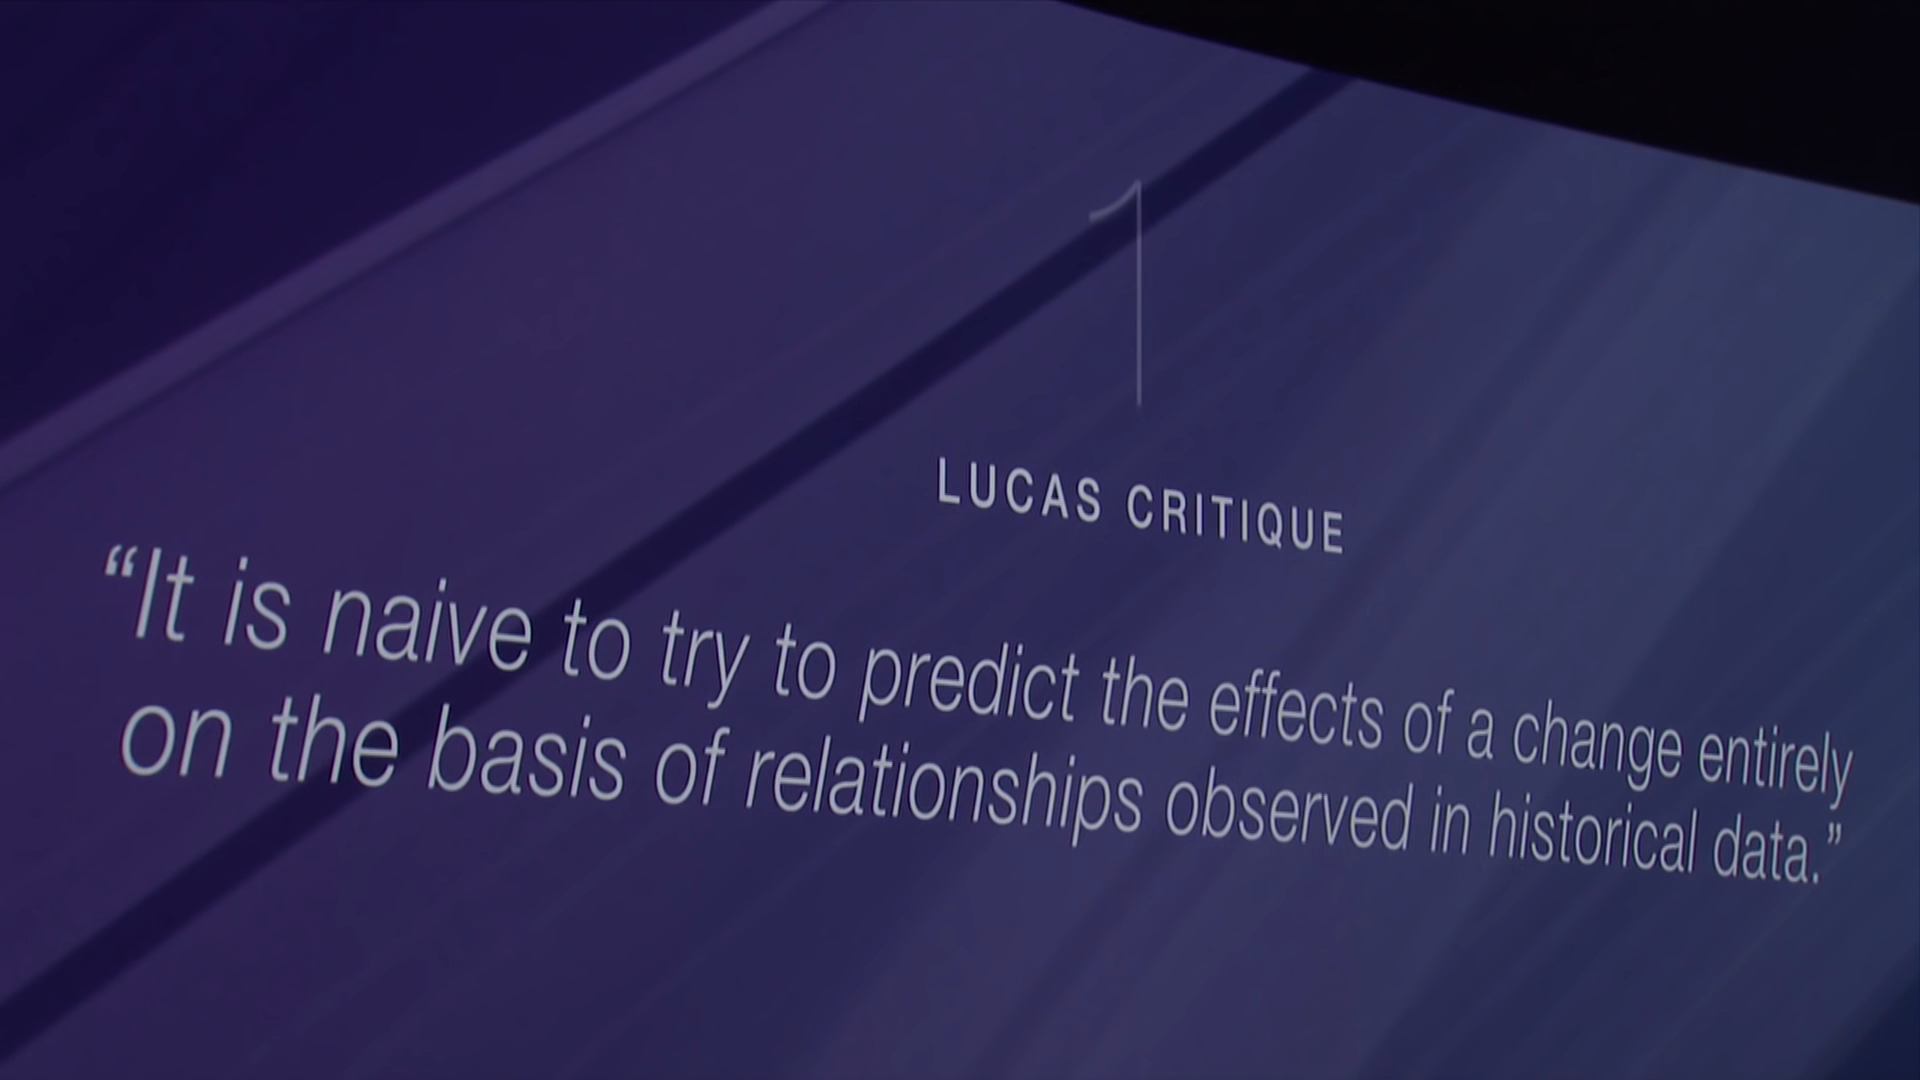 1
LUCAS CRITIQUE
“It is naive to try to predict the effects of a change entirely
on the basis of relationships observed in historical data.”